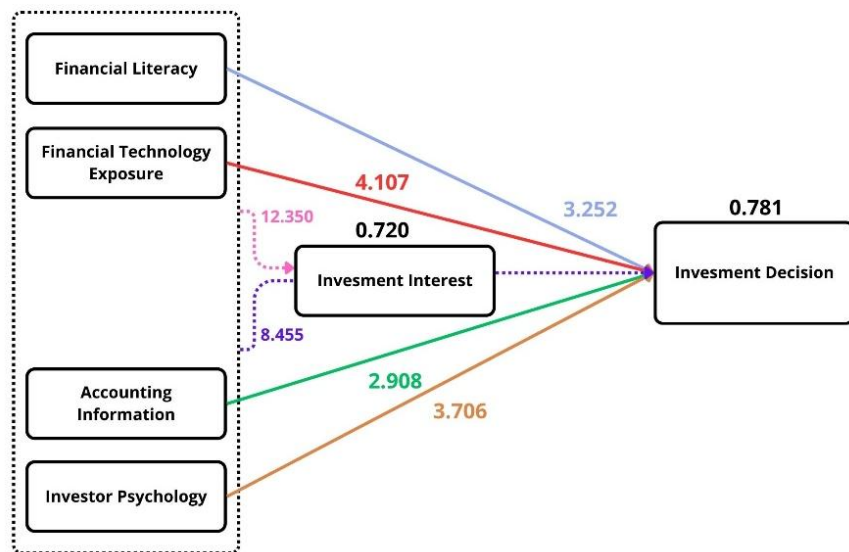 Financial Literacy
Financial Technology
Exposure
4.107
3.252
0.781
12.350
0.720
Invesment Interest
Invesment Decision
8.455
2.908
Accounting
Information
3.706
Investor Psychology